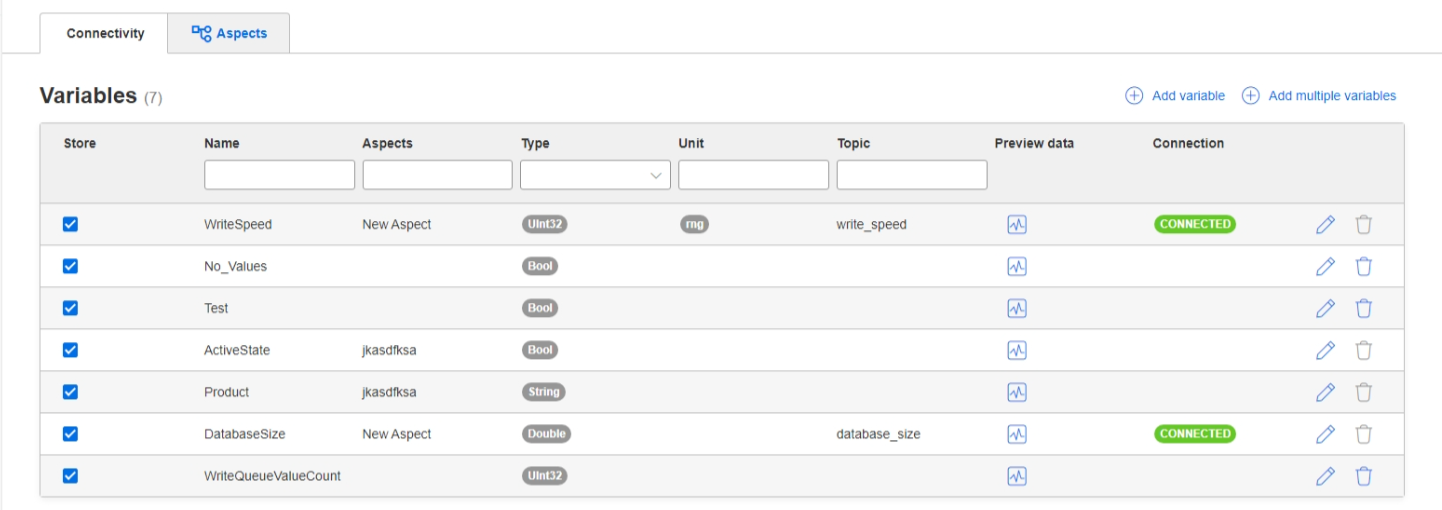 Connectivity Aspects
Variables (7) Add variable Add multiple variables
Store Name Aspects Type Unit Topic Preview data Connection
WriteSpeed New Aspect UInt32 rng write_speed CONNECTED
No_Values Bool
Test Bool
ActiveState jkasdfksa Bool
Product jkasdfksa String
DatabaseSize New Aspect Double database_size CONNECTED
WriteQueueValueCount UInt32